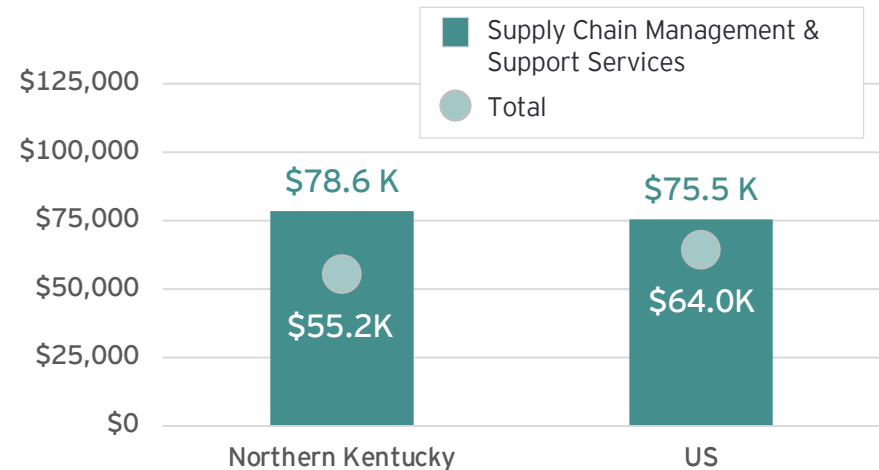 Supply Chain Management &
Support Services
Total
$125,000
$100,000
$75,000
$50,000
$25,000
$0
$78.6 K
$55.2K
$75.5 K
$64.0K
Northern Kentucky
US